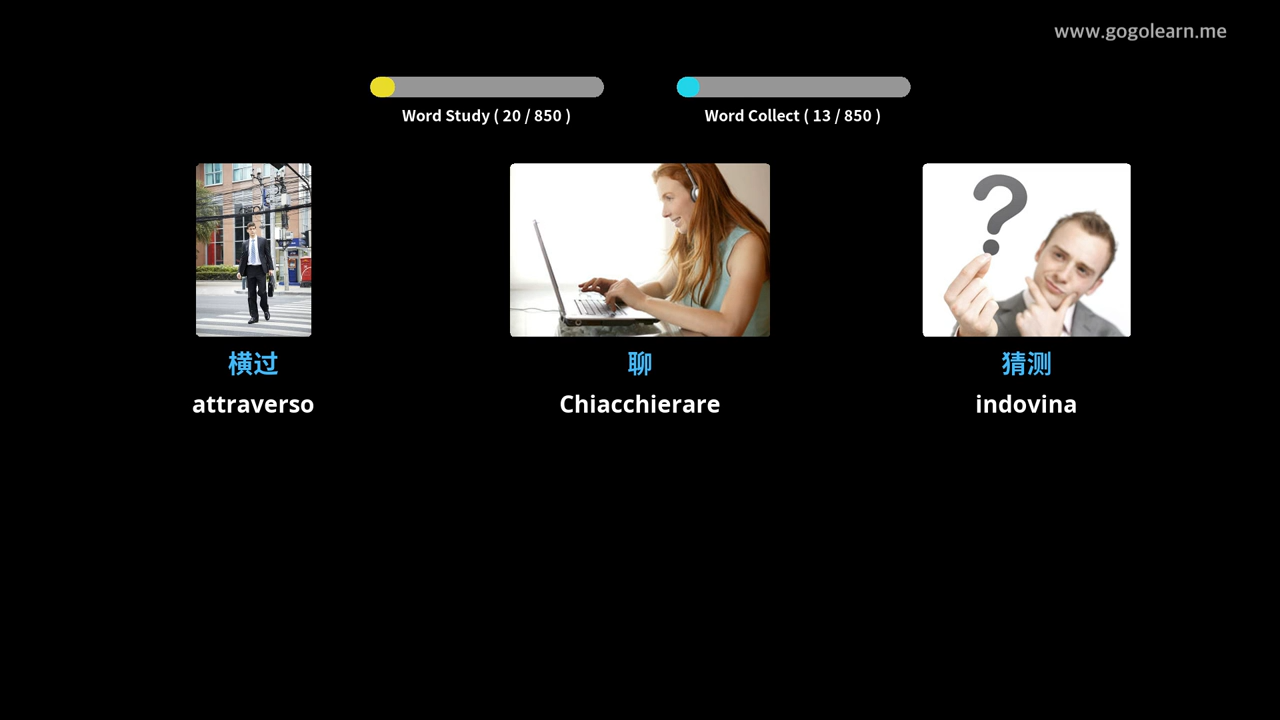 www.gogolearn.me
Word Study ( 20 / 850 )
Word Collect ( 13 / 850 )
横过
聊
猜测
attraverso
Chiacchierare
indovina